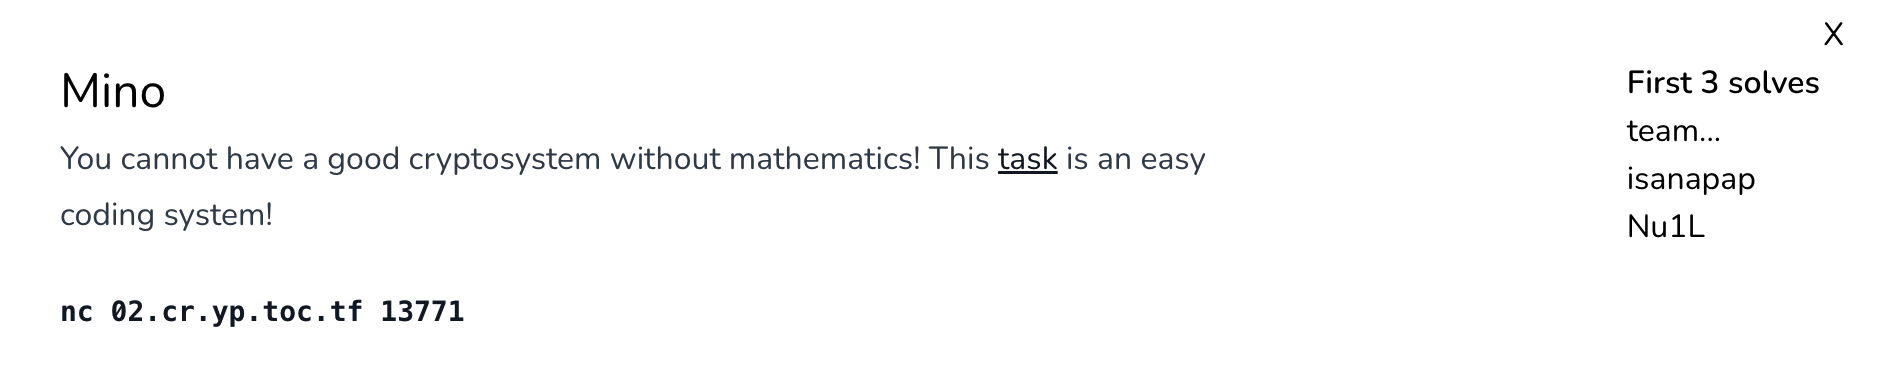 X
Mino
You cannot have a good cryptosystem without mathematics! This task is an easy
coding system!
nc 02.cr.yp.toc.tf 13771
First 3 solves
team...
isanapap
Nu1L